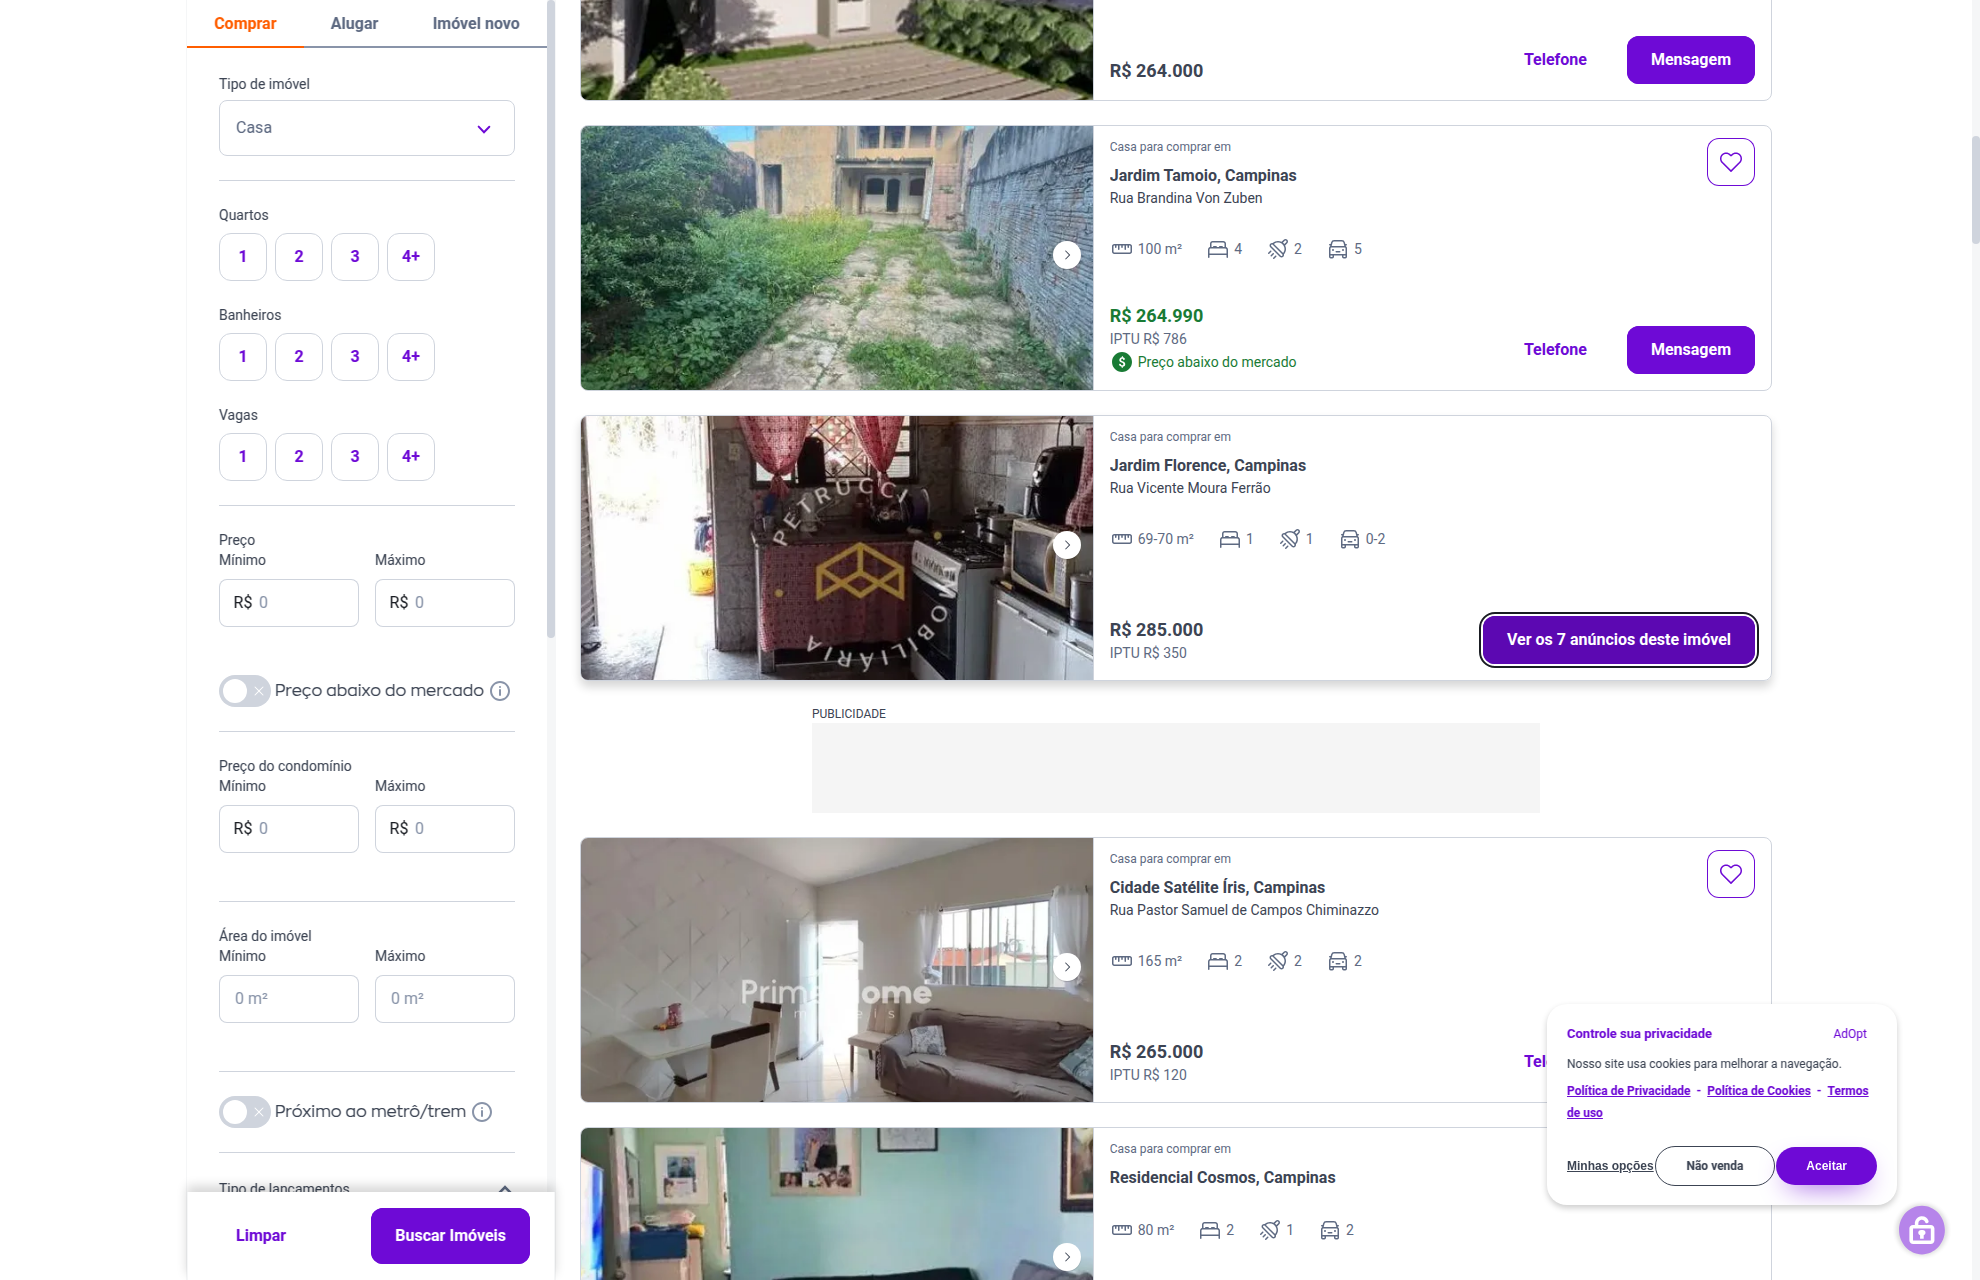 Comprar
Alugar
Imóvel novo
Tipo de imóvel
Casa
Quartos
1
2
3
4+
Banheiros
1
2
3
4+
Vagas
1
2
3
4+
Preço
Mínimo
Máximo
R$ 0
R$ 0
Preço abaixo do mercado
Preço do condomínio
Mínimo
Máximo
R$ 0
R$ 0
Área do imóvel
Mínimo
Máximo
0 m²
0 m²
Próximo ao metrô/trem
Tipo de lançamentos
Limpar
Buscar Imóveis
R$ 264.000
Telefone
Mensagem
Casa para comprar em
Jardim Tamoio, Campinas
Rua Brandina Von Zuben
100 m²
4
2
5
R$ 264.990
IPTU R$ 786
Preço abaixo do mercado
Telefone
Mensagem
PETRUCCI
IMOBILIÁRIA
Casa para comprar em
Jardim Florence, Campinas
Rua Vicente Moura Ferrão
69-70 m²
1
1
0-2
R$ 285.000
IPTU R$ 350
Ver os 7 anúncios deste imóvel
PUBLICIDADE
Casa para comprar em
Cidade Satélite Íris, Campinas
Rua Pastor Samuel de Campos Chiminazzo
165 m²
2
2
2
R$ 265.000
IPTU R$ 120
Tel
Casa para comprar em
Residencial Cosmos, Campinas
80 m²
2
1
2
Controle sua privacidade
AdOpt
Nosso site usa cookies para melhorar a navegação.
Política de Privacidade - Política de Cookies - Termos
de uso
Minhas opções
Não venda
Aceitar